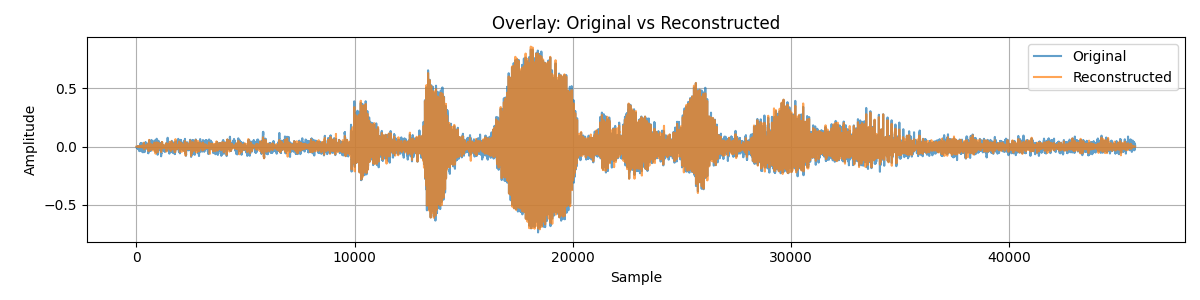 Overlay: Original vs Reconstructed
Original
Reconstructed
Amplitude
0.5
0.0
−0.5
0
10000
20000
30000
40000
Sample